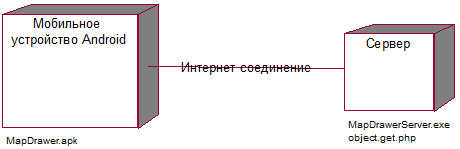 Мобильное
устройство Android
Интернет соединение
Сервер
MapDrawer.apk
MapDrawerServer.exe
object.get.php